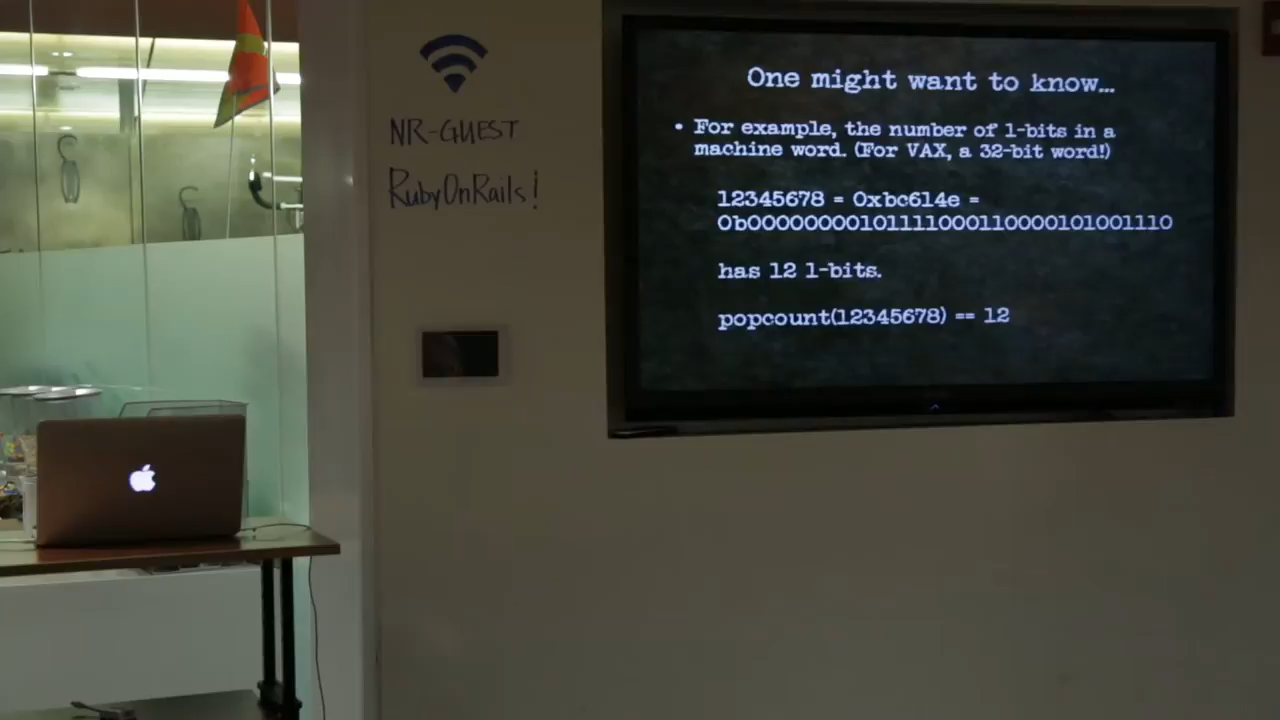 NR-GUEST
RubyOnRails!
One might want to know...
• For example, the number of 1-bits in a
machine word. (For VAX, a 32-bit word!)
12345678 = 0xbc614e =
0b00000000101111000110000101001110
has 12 1-bits.
popcount(12345678) == 12